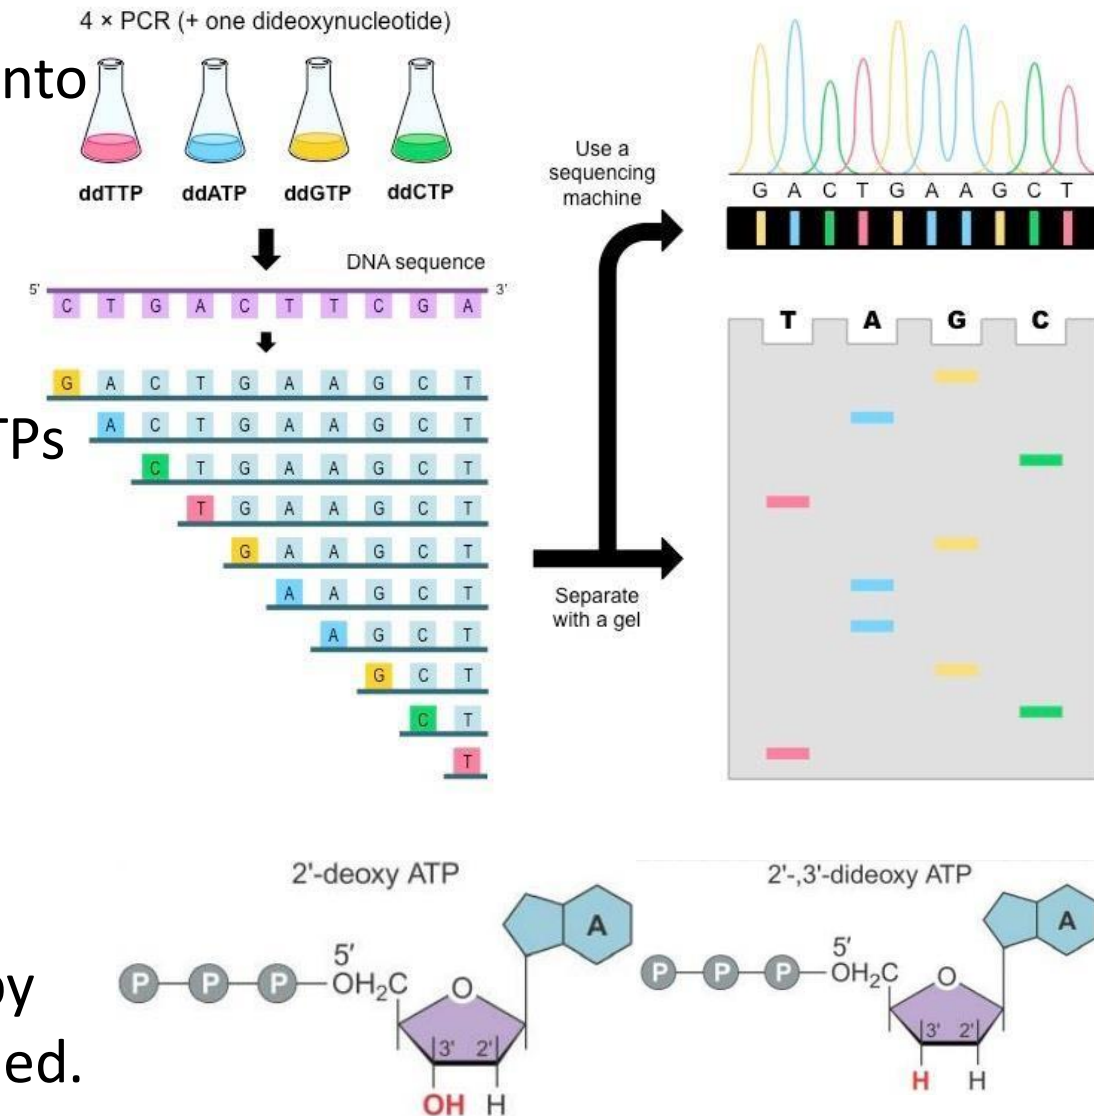 4 × PCR (+ one dideoxynucleotide)
nto
ddTTP ddATP ddGTP ddCTP
DNA sequence
5' 3'
C T G A C T T C G A
G A C T G A A G C T
A C T G A A G C T
TPs
C T G A A G C T
T G A A G C T
G A A G C T
A A G C T
A G C T
G C T
C T
T
Use a
sequencing
machine
Separate
with a gel
G A C T G A A G C T
T A G C
2'-deoxy ATP
A
5'
P P P OH₂C O
3' 2'
OH H
2'-,3'-dideoxy ATP
A
5'
P P P OH₂C O
3' 2'
H H
ed.